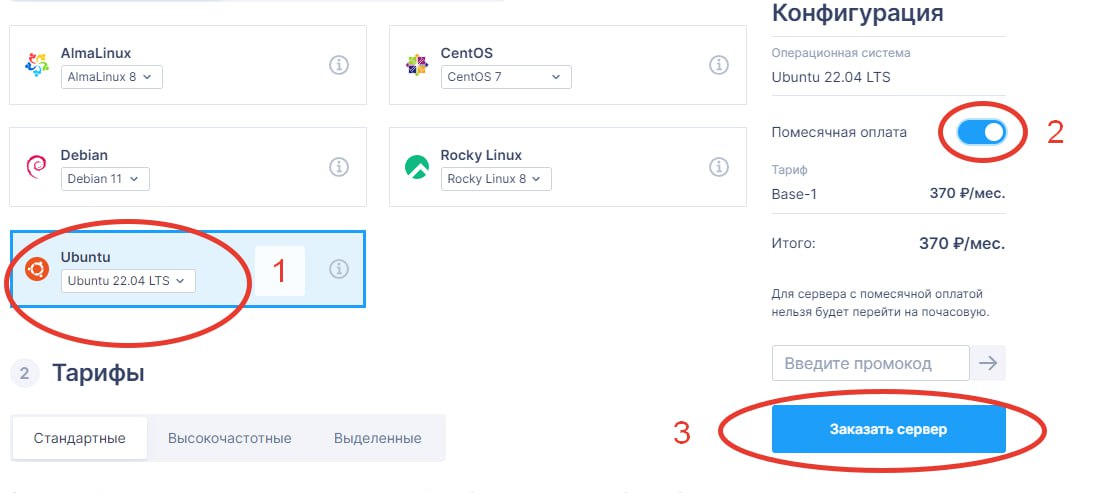 AlmaLinux
AlmaLinux 8
CentOS
CentOS 7
Debian
Debian 11
Rocky Linux
Rocky Linux 8
Ubuntu
Ubuntu 22.04 LTS
1
2 Тарифы
Стандартные Высокочастотные Выделенные
Конфигурация
Операционная система
Ubuntu 22.04 LTS
Помесячная оплата 2
Тариф
Base-1 370 ₽/мес.
Итого: 370 ₽/мес.
Для сервера с помесячной оплатой
нельзя будет перейти на почасовую.
Введите промокод
3 Заказать сервер